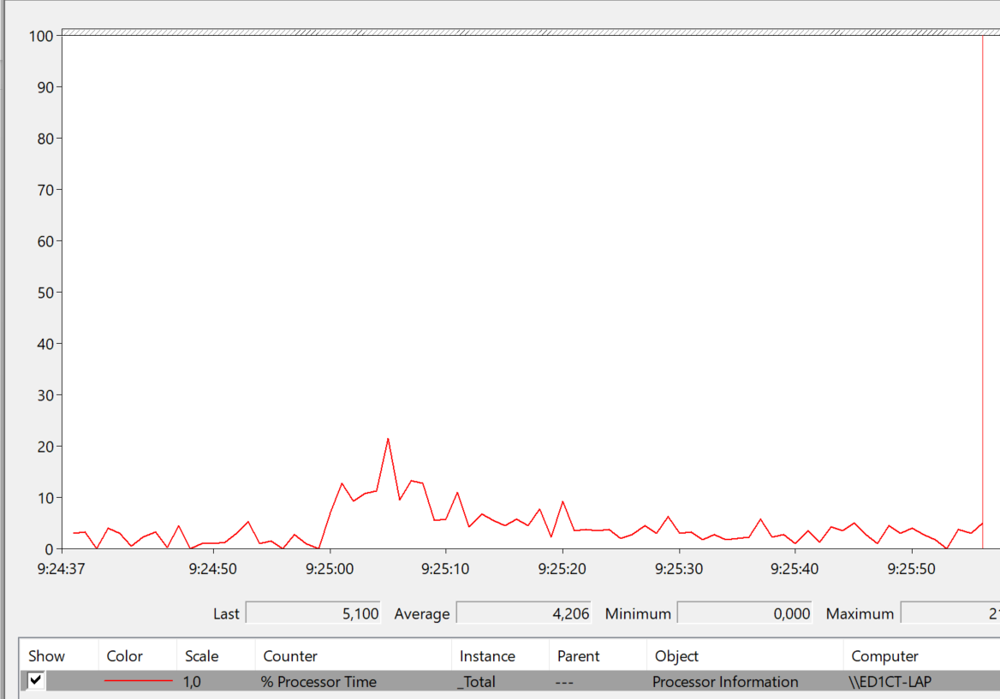 100
90
80
70
60
50
40
30
20
10
0
9:24:37 9:24:50 9:25:00 9:25:10 9:25:20 9:25:30 9:25:40 9:25:50
Last 5,100 Average 4,206 Minimum 0,000 Maximum
Show Color Scale Counter Instance Parent Object Computer
1,0 % Processor Time _Total --- Processor Information \\ED1CT-LAP